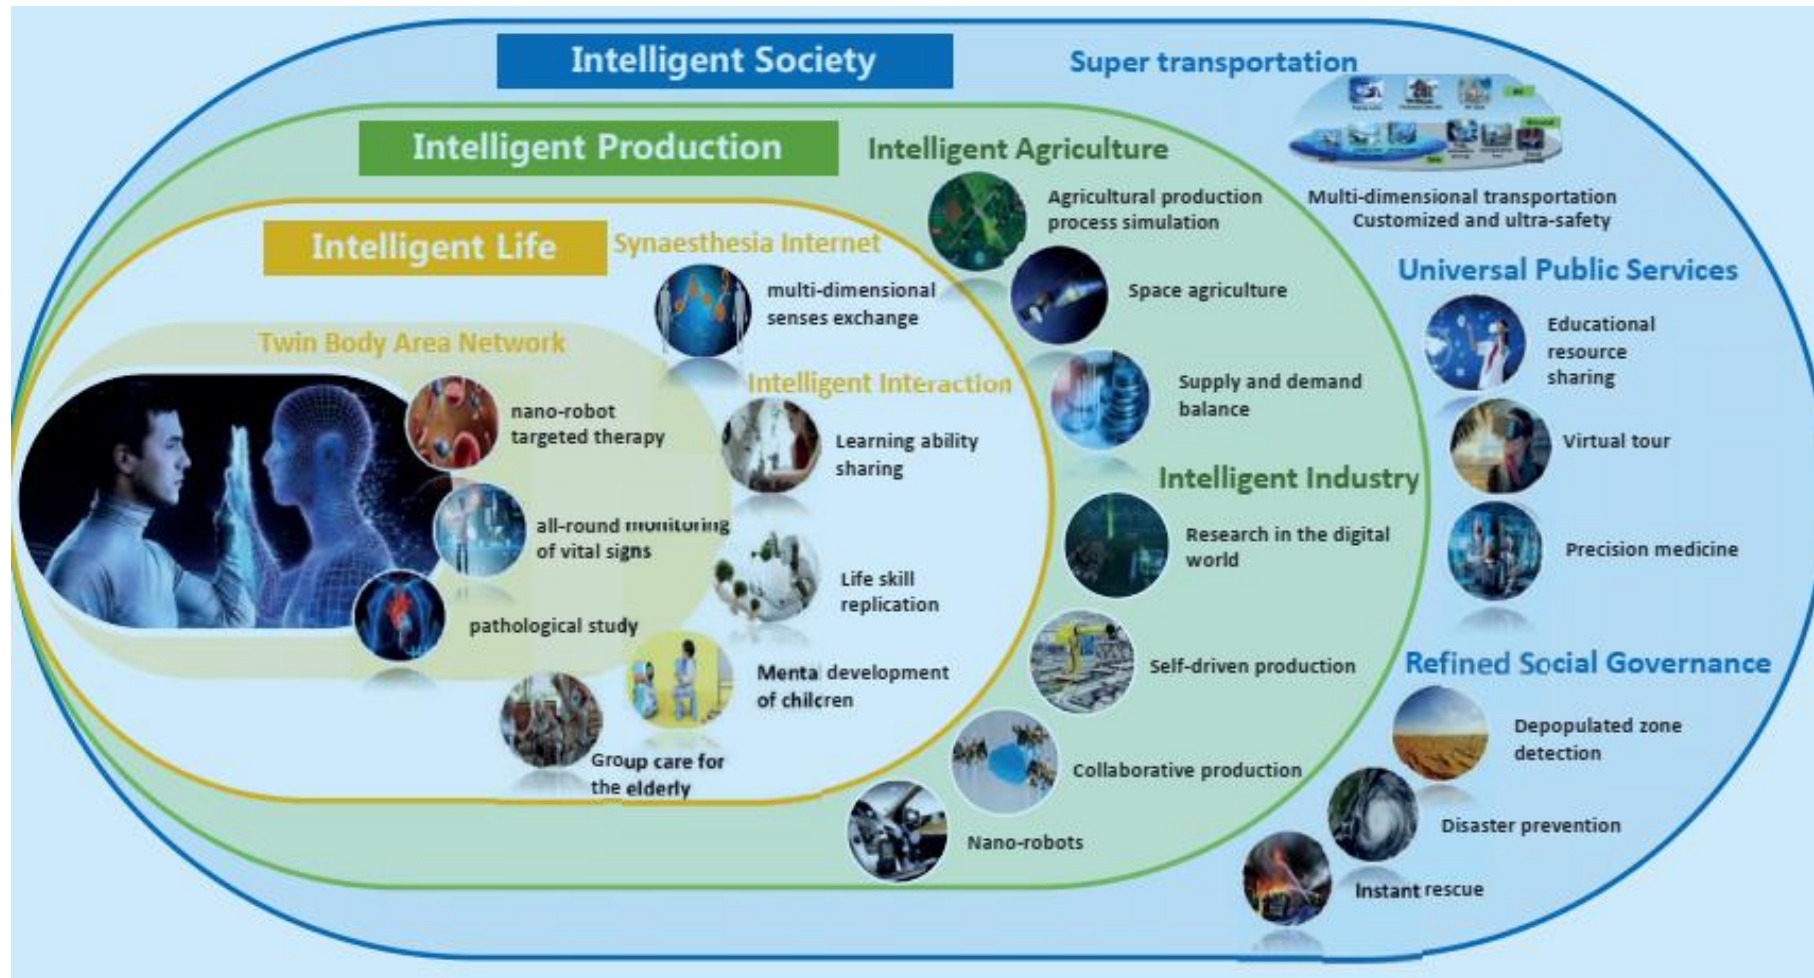 Intelligent Society
Super transportation
Multi-dimensional transportation
Customized and ultra-safety
Intelligent Production
Intelligent Agriculture
Agricultural production
process simulation
Space agriculture
Supply and demand
balance
Intelligent Industry
Research in the digital
world
Self-driven production
Collaborative production
Nano-robots
Universal Public Services
Educational
resource
sharing
Virtual tour
Precision medicine
Refined Social Governance
Depopulated zone
detection
Disaster prevention
Instant rescue
Intelligent Life
Synaesthesia Internet
multi-dimensional
senses exchange
Twin Body Area Network
nano-robot
targeted therapy
all-round monitoring
of vital signs
pathological study
Intelligent Interaction
Learning ability
sharing
Life skill
replication
Mental development
of chilcren
Group care for
the elderly